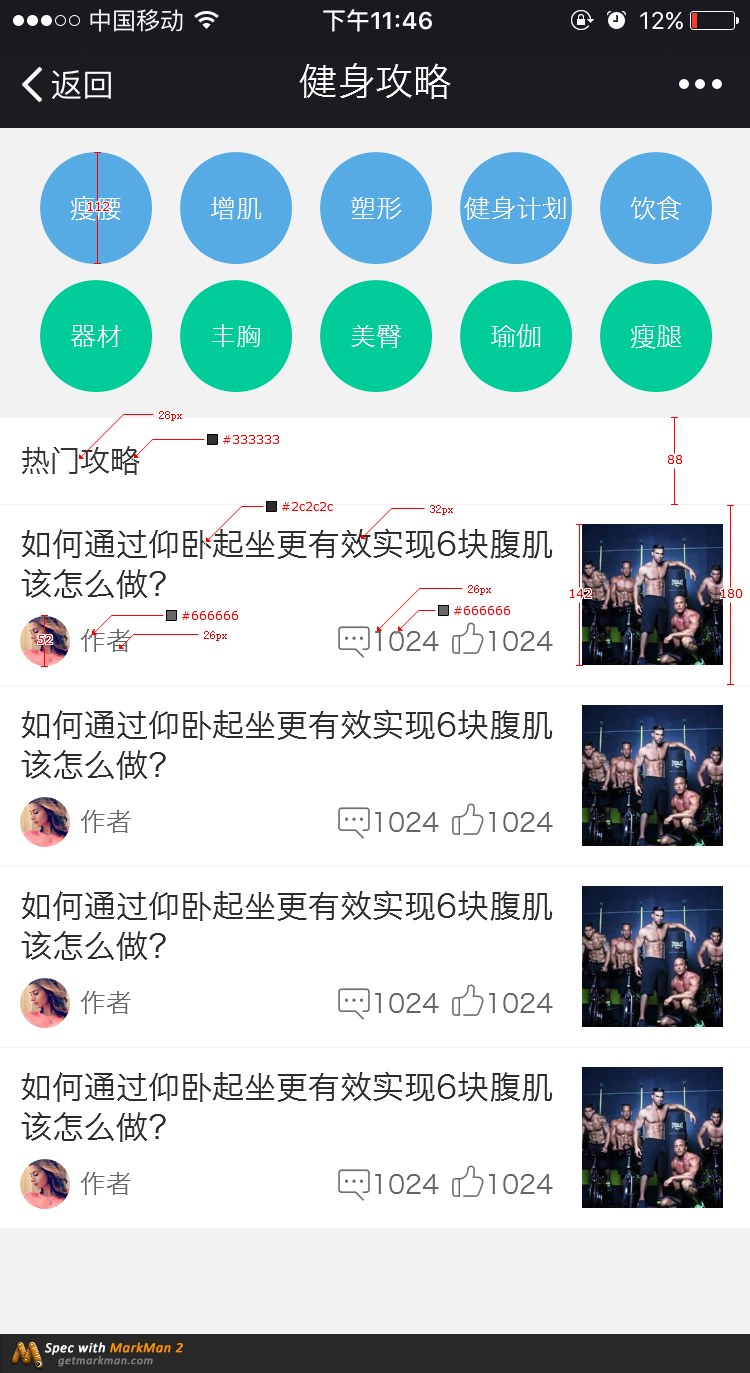 中国移动 下午11:46 12%
返回 健身攻略
瘦腰 112 增肌 塑形 健身计划 饮食
器材 丰胸 美臀 瑜伽 瘦腿
28px
#333333
热门攻略
88
#2c2c2c 32px
如何通过仰卧起坐更有效实现6块腹肌
该怎么做?
142 180
#666666 26px
#666666
26px
52 作者 1024 1024
如何通过仰卧起坐更有效实现6块腹肌
该怎么做?
作者 1024 1024
如何通过仰卧起坐更有效实现6块腹肌
该怎么做?
作者 1024 1024
如何通过仰卧起坐更有效实现6块腹肌
该怎么做?
作者 1024 1024
Spec with MarkMan 2
getmarkman.com